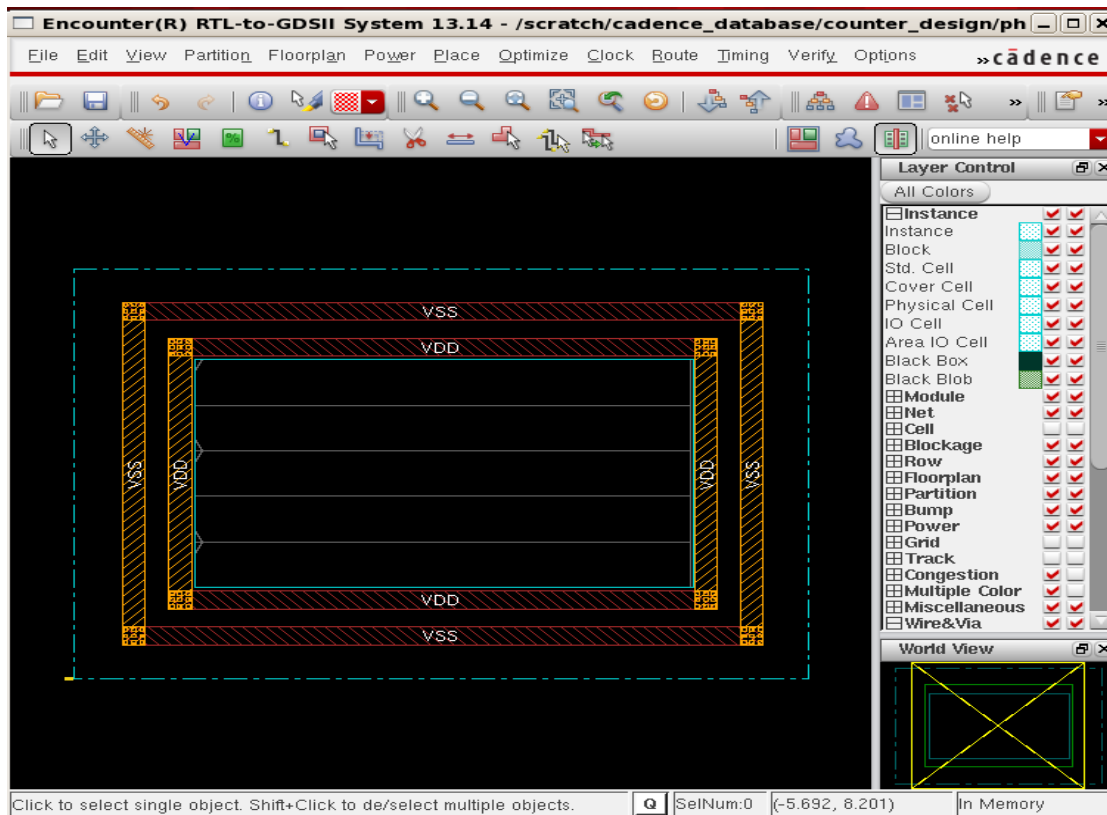 Encounter(R) RTL-to-GDSII System 13.14 - /scratch/cadence_database/counter_design/ph
File Edit View Partition Floorplan Power Place Optimize Clock Route Timing Verify Options » cādence
» »
online help
Layer Control
All Colors
Instance
Instance
Block
Std. Cell
Cover Cell
Physical Cell
IO Cell
Area IO Cell
Black Box
Black Blob
Module
Net
Cell
Blockage
Row
Floorplan
Partition
Bump
Power
Grid
Track
Congestion
Multiple Color
Miscellaneous
Wire&Via
World View
VSS
VDD
VSS
VDD
VDD
VSS
VDD
VSS
Click to select single object. Shift+Click to de/select multiple objects. Q SelNum:0 (-5.692, 8.201) In Memory